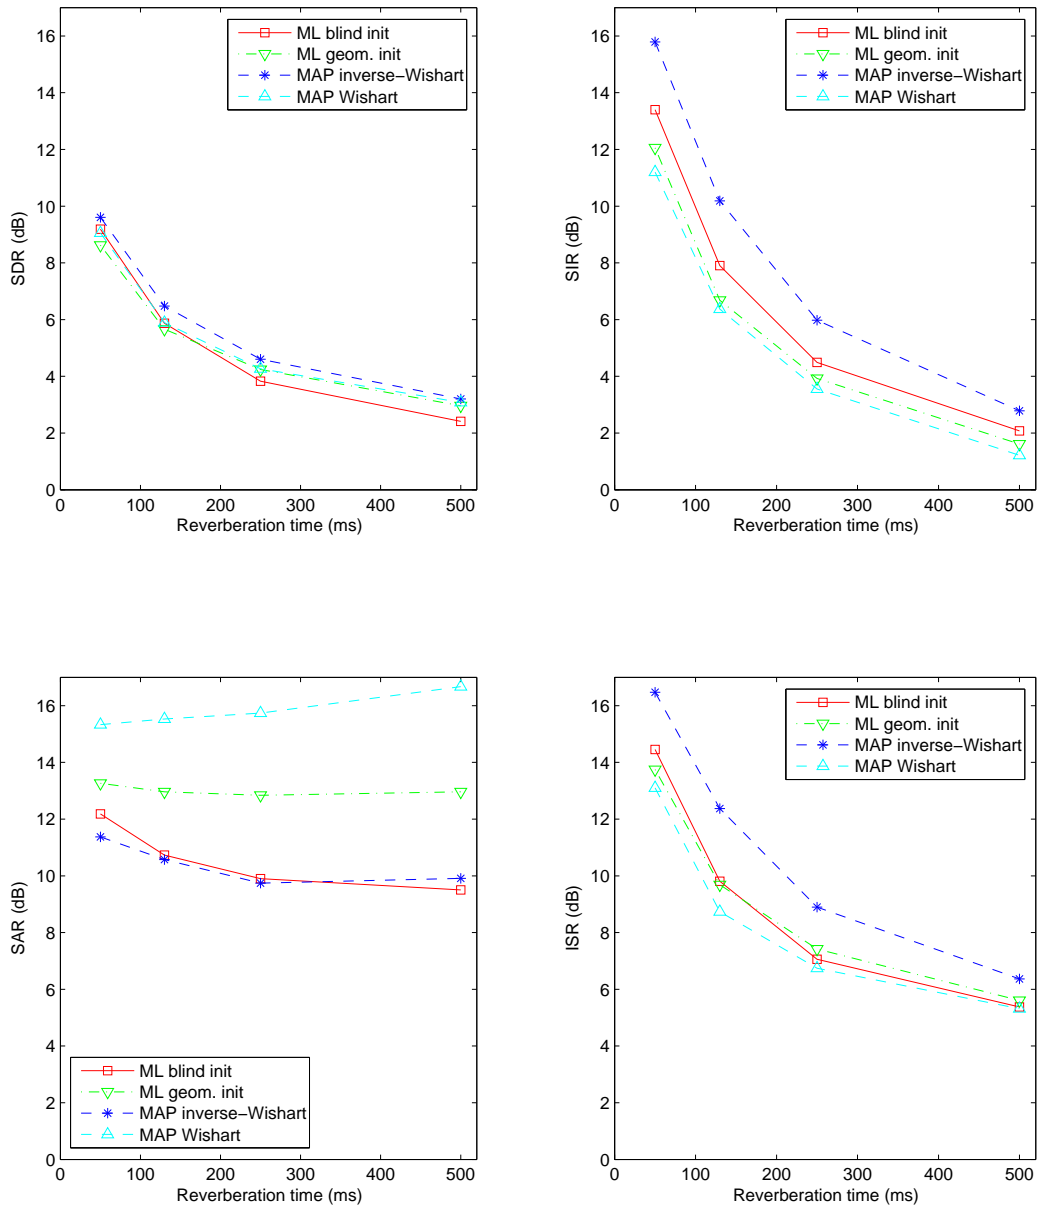 16
14
12
10
8
6
4
2
0
SDR (dB)
ML blind init
ML geom. init
MAP inverse-Wishart
MAP Wishart
0 100 200 300 400 500
Reverberation time (ms)
16
14
12
10
8
6
4
2
0
SIR (dB)
ML blind init
ML geom. init
MAP inverse-Wishart
MAP Wishart
0 100 200 300 400 500
Reverberation time (ms)
16
14
12
10
8
6
4
2
0
SAR (dB)
ML blind init
ML geom. init
MAP inverse-Wishart
MAP Wishart
0 100 200 300 400 500
Reverberation time (ms)
16
14
12
10
8
6
4
2
0
ISR (dB)
ML blind init
ML geom. init
MAP inverse-Wishart
MAP Wishart
0 100 200 300 400 500
Reverberation time (ms)